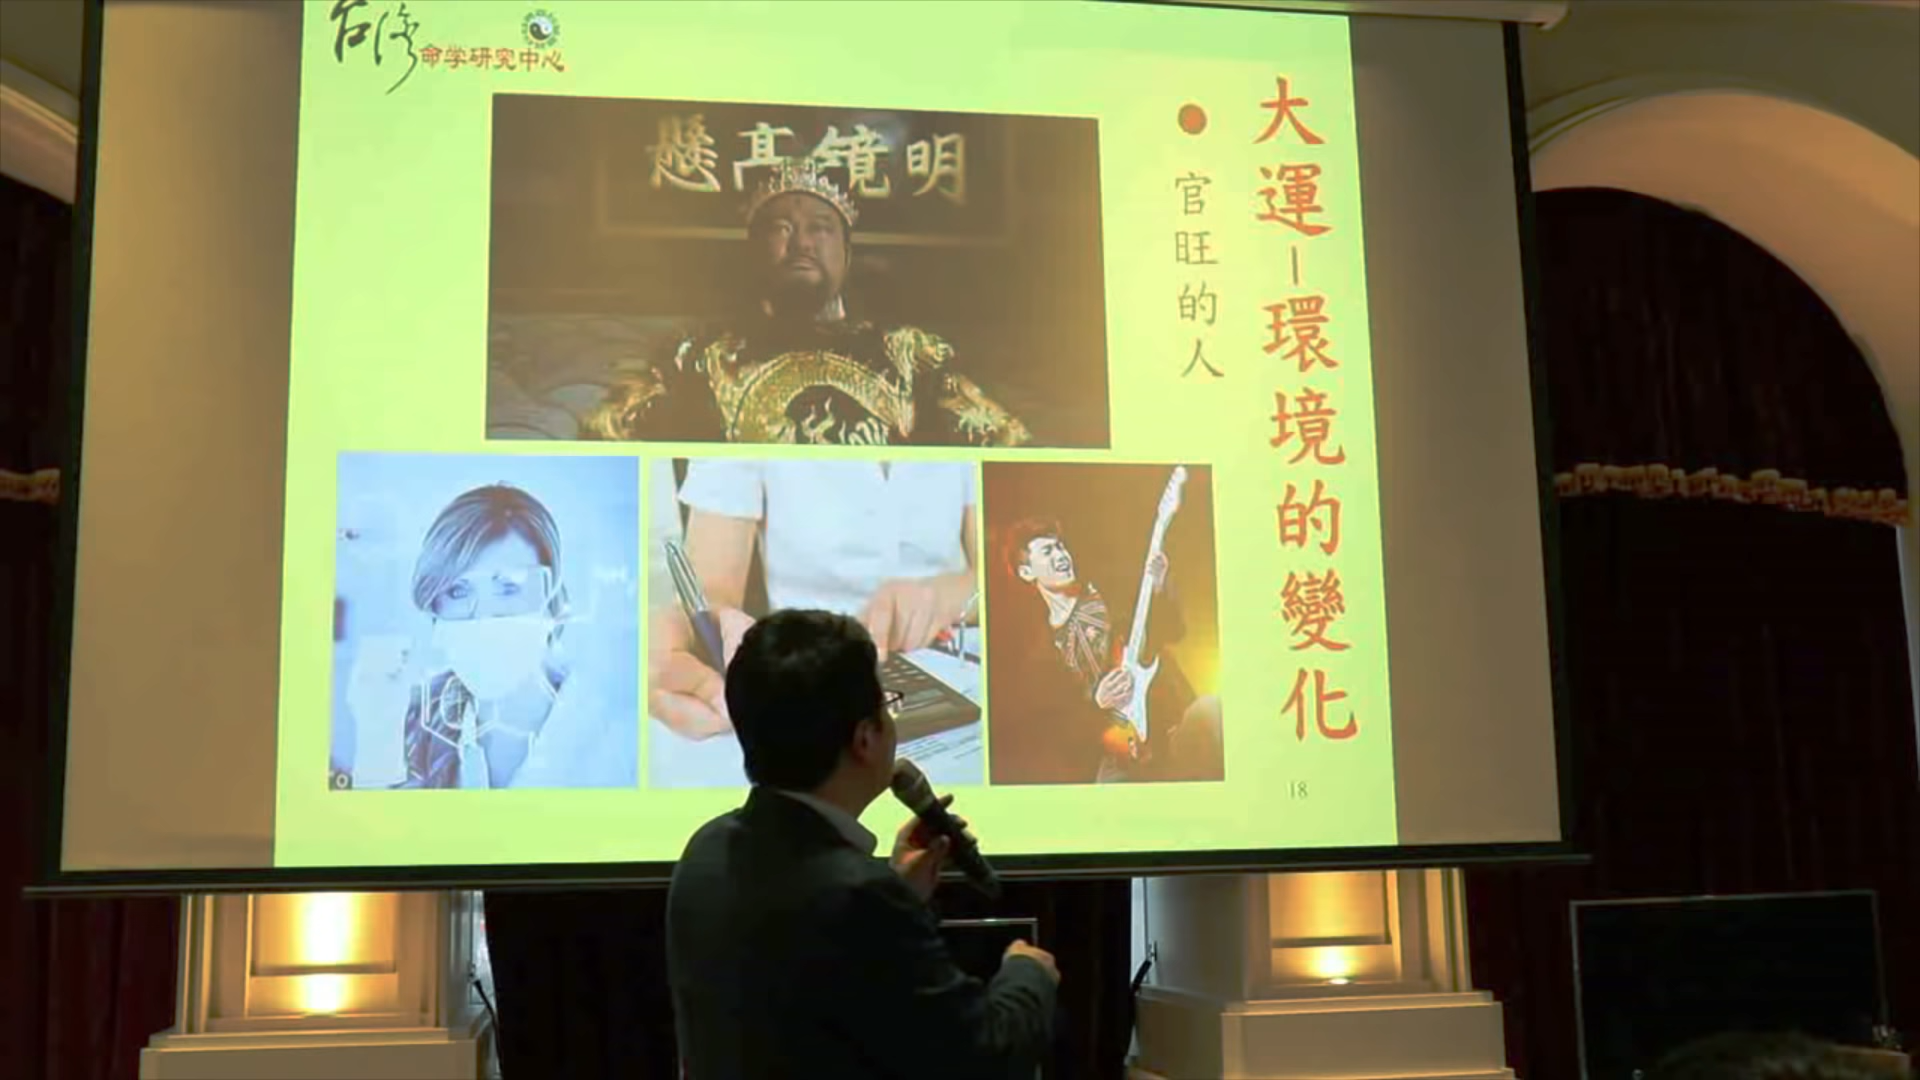 台灣
命学研究中心
懸高鏡明
大運-環境的變化
● 官旺的人
18